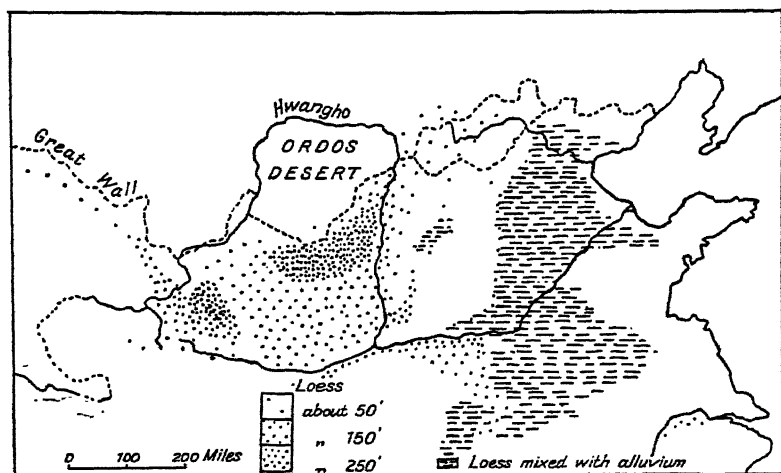 Hwangho
ORDOS
DESERT
Great Wall
Loess
about 50'
" 150'
" 250'
0 100 200 Miles
Loess mixed with alluvium